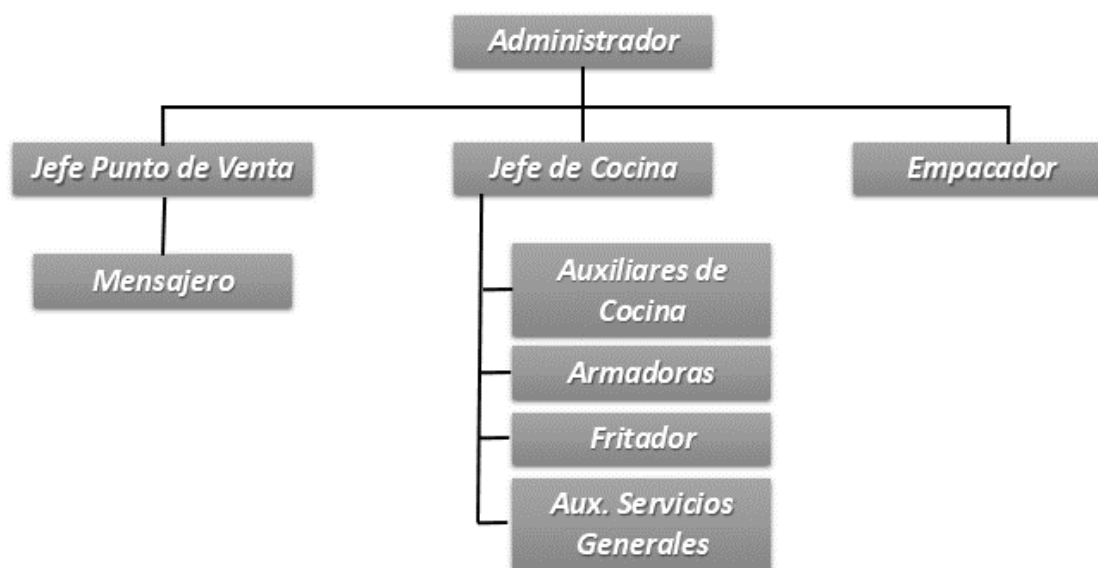 Administrador
Jefe Punto de Venta
Jefe de Cocina
Empacador
Mensajero
Auxiliares de
Cocina
Armadoras
Fritador
Aux. Servicios
Generales